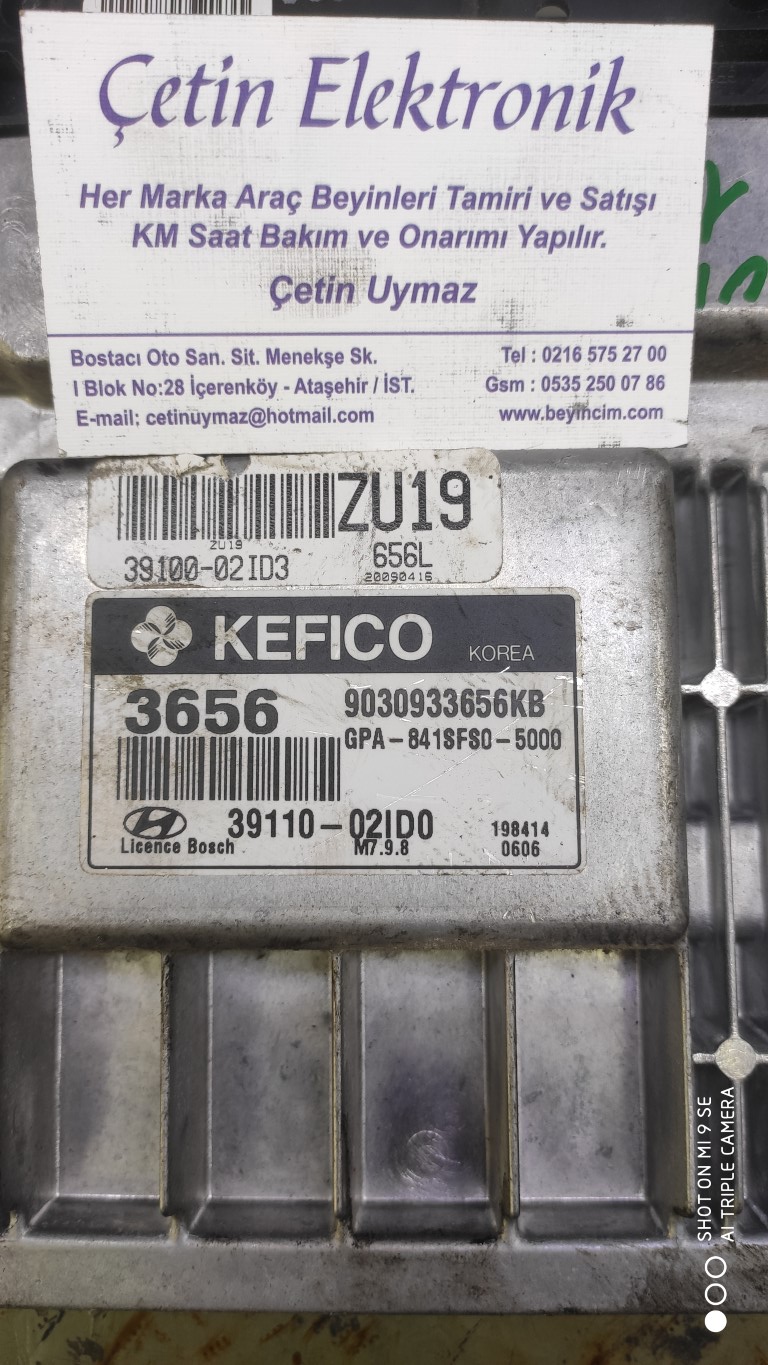 Çetin Elektronik
Her Marka Araç Beyinleri Tamiri ve Satışı
KM Saat Bakım ve Onarımı Yapılır.
Çetin Uymaz
Bostacı Oto San. Sit. Menekşe Sk.
I Blok No:28 İçerenköy - Ataşehir / İST.
E-mail; cetinuymaz@hotmail.com
Tel : 0216 575 27 00
Gsm : 0535 250 07 86
www.beyincim.com
ZU19
ZU19
39100-02ID3
656L
20090416
KEFICO
KOREA
3656
9030933656KB
GPA-841SFS0-5000
39110-02ID0
198414
Licence Bosch
M7.9.8
0606
SHOT ON MI 9 SE
AI TRIPLE CAMERA